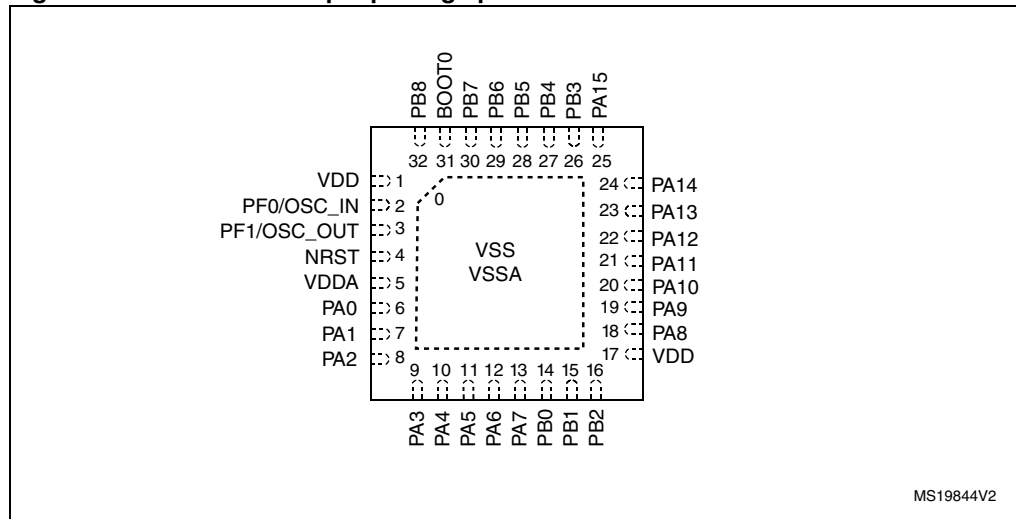 PB8 BOOT0 PB7 PB6 PB5 PB4 PB3 PA15
32 31 30 29 28 27 26 25
VDD 1
PF0/OSC_IN 2
PF1/OSC_OUT 3
NRST 4
VDDA 5
PA0 6
PA1 7
PA2 8
0
VSS
VSSA
24 PA14
23 PA13
22 PA12
21 PA11
20 PA10
19 PA9
18 PA8
17 VDD
9 10 11 12 13 14 15 16
PA3 PA4 PA5 PA6 PA7 PB0 PB1 PB2
MS19844V2